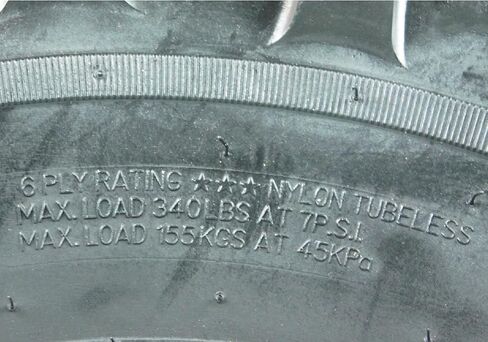 6 PLY RATING ☆☆☆ NYLON TUBELESS
MAX. LOAD 340LBS AT 7P.S.I.
MAX. LOAD 155KGS AT 45KPa